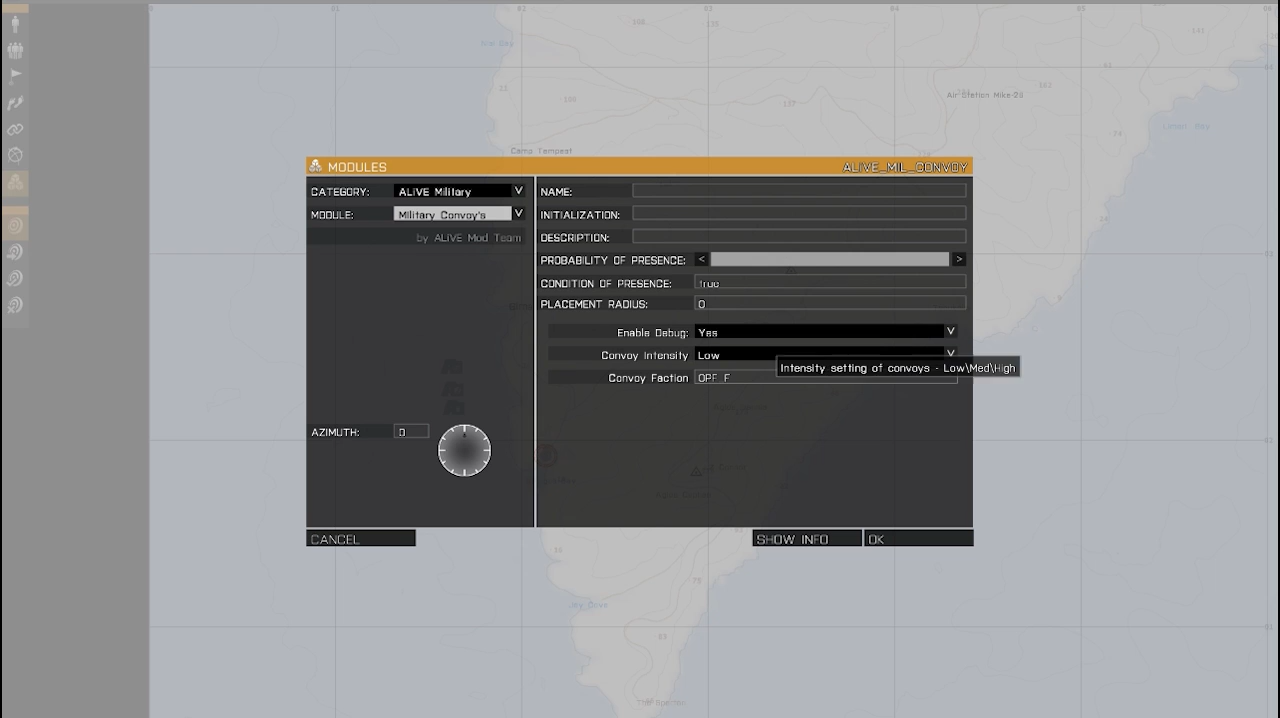 Air Station Mike-26
Camp Tempest
MODULES
ALIVE_MIL_CONVOY
CATEGORY:
ALiVE Military
V
NAME:
MODULE:
Military Convoy's
V
INITIALIZATION:
by ALiVE Mod Team
DESCRIPTION:
PROBABILITY OF PRESENCE:
<
>
CONDITION OF PRESENCE:
true
PLACEMENT RADIUS:
0
Enable Debug:
Yes
V
Convoy Intensity
Low
V
Intensity setting of convoys - Low\Med\High
Convoy Faction
OPF_F
AZIMUTH:
0
CANCEL
SHOW INFO
OK